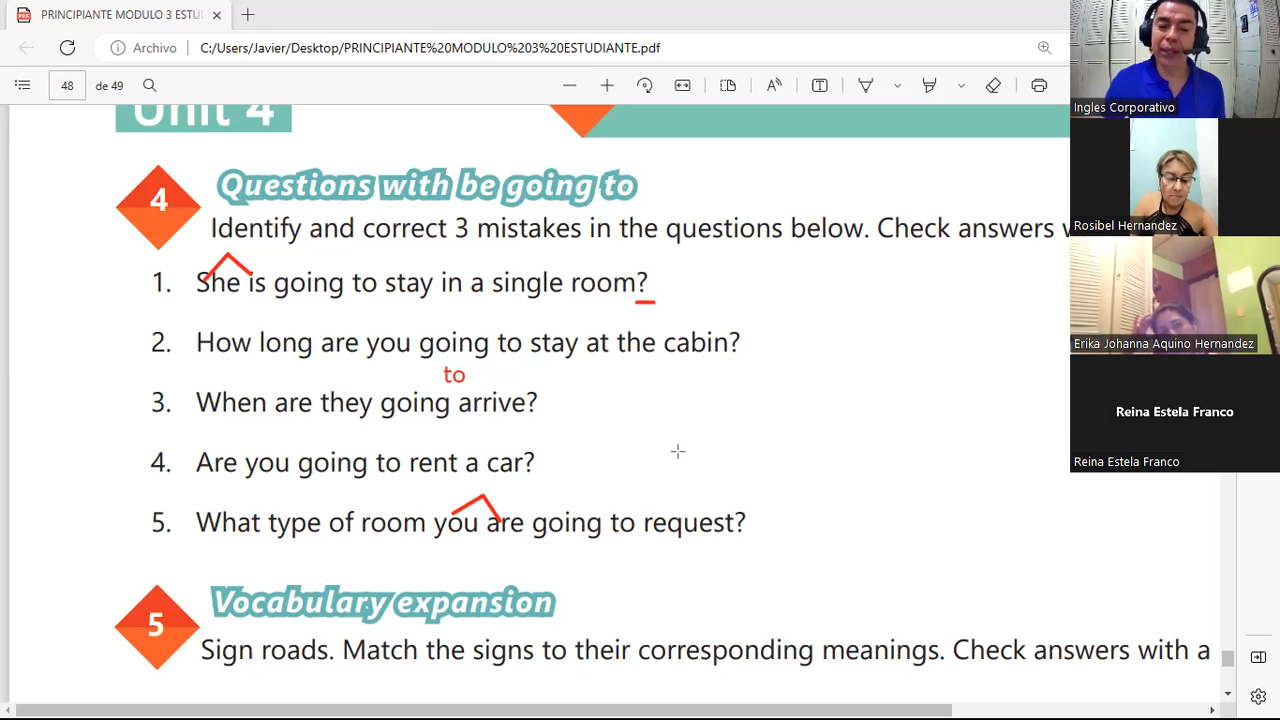 PRINCIPIANTE MODULO 3 ESTU
Archivo
C:/Users/Javier/Desktop/PRINCIPIANTE%20MODULO%203%20ESTUDIANTE.pdf
48
de 49
Unit 4
4
Questions with be going to
Identify and correct 3 mistakes in the questions below. Check answers
1. She is going to stay in a single room?
2. How long are you going to stay at the cabin?
to
3. When are they going arrive?
4. Are you going to rent a car?
5. What type of room you are going to request?
5
Vocabulary expansion
Sign roads. Match the signs to their corresponding meanings. Check answers with a
Ingles Corporativo
Rosibel Hernandez
Erika Johanna Aquino Hernandez
Reina Estela Franco
Reina Estela Franco